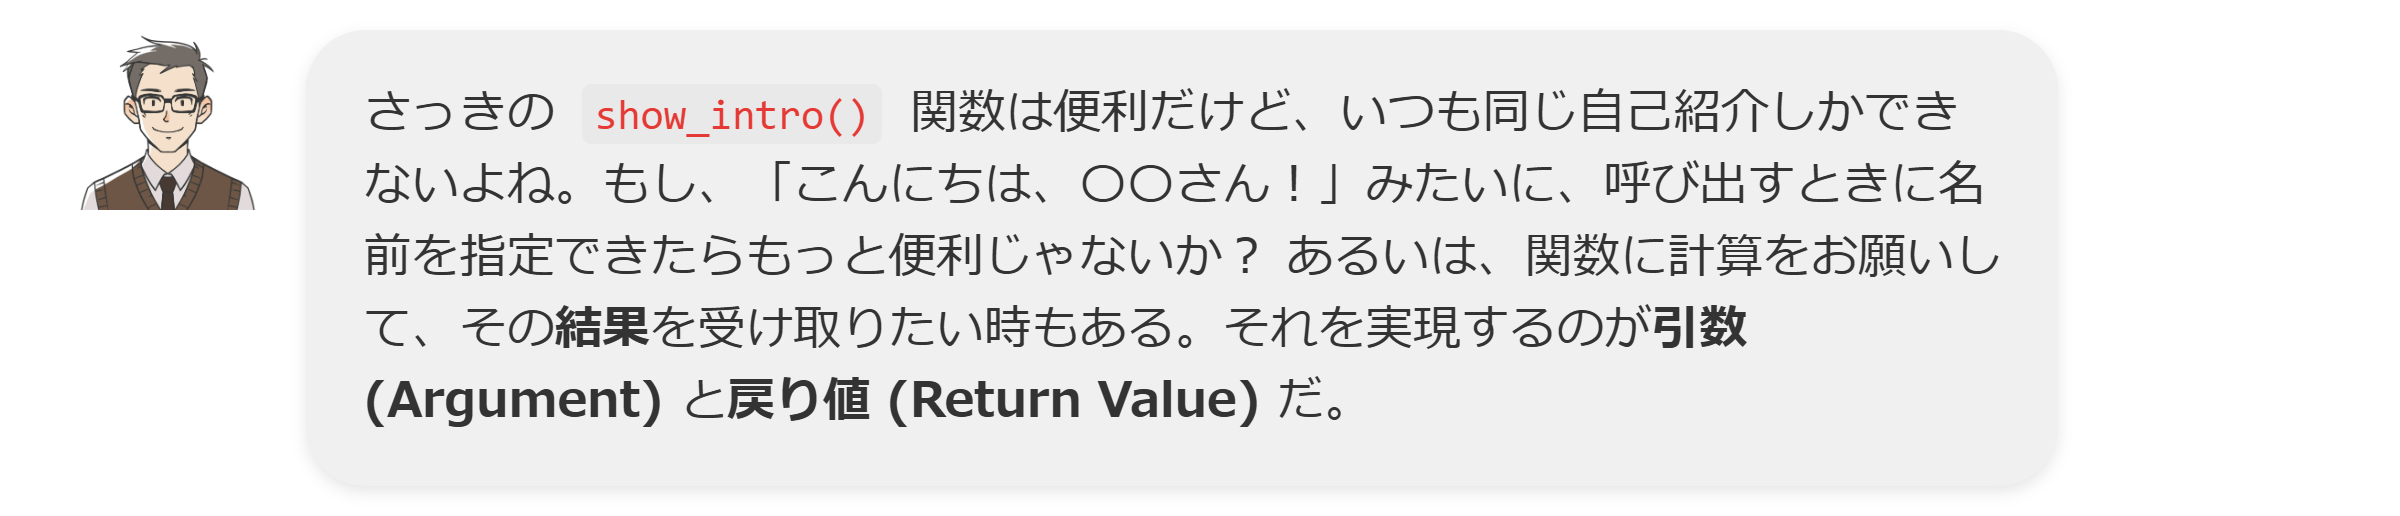 さっきの show_intro() 関数は便利だけど、いつも同じ自己紹介しかでき
ないよね。もし、「こんにちは、〇〇さん！」みたいに、呼び出すときに名
前を指定できたらもっと便利じゃないか？ あるいは、関数に計算をお願いし
て、その結果を受け取りたい時もある。それを実現するのが引数
(Argument) と戻り値 (Return Value) だ。